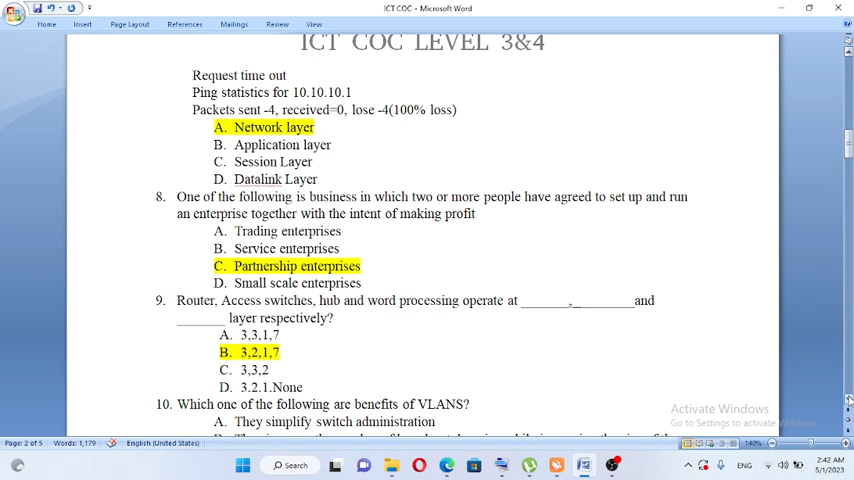 ICT COC - Microsoft Word
Home Insert Page Layout References Mailings Review View
ICT COC LEVEL 3&4
Request time out
Ping statistics for 10.10.10.1
Packets sent -4, received=0, lose -4(100% loss)
A. Network layer
B. Application layer
C. Session Layer
D. Datalink Layer
8. One of the following is business in which two or more people have agreed to set up and run
an enterprise together with the intent of making profit
A. Trading enterprises
B. Service enterprises
C. Partnership enterprises
D. Small scale enterprises
9. Router, Access switches, hub and word processing operate at _______,_________and
_______ layer respectively?
A. 3,3,1,7
B. 3,2,1,7
C. 3,3,2
D. 3.2.1.None
10. Which one of the following are benefits of VLANS?
A. They simplify switch administration
Activate Windows
Go to Settings to activate Windows.
Page: 2 of 5 Words: 1,179 English (United States) 140%
Search ENG 2:42 AM
5/1/2023